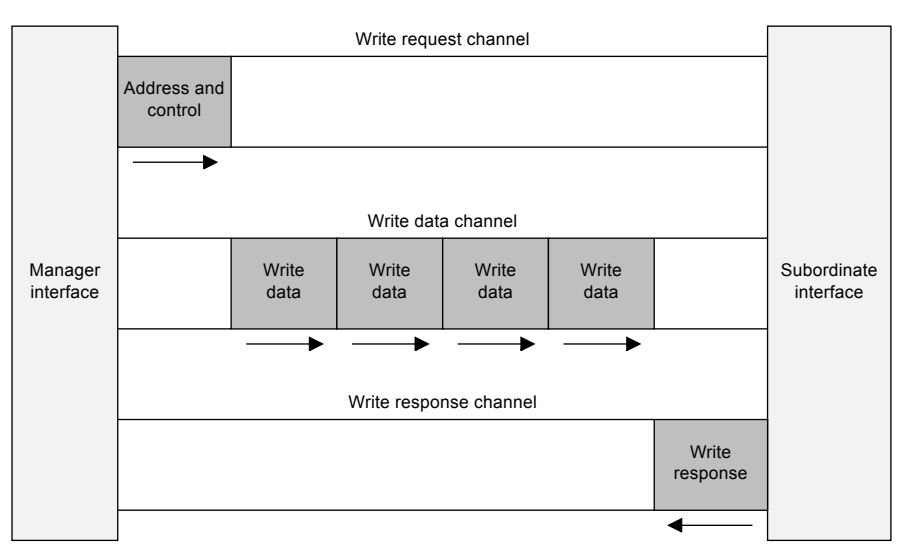 Write request channel
Address and
control
Write data channel
Manager
interface
Write
data
Write
data
Write
data
Write
data
Subordinate
interface
Write response channel
Write
response